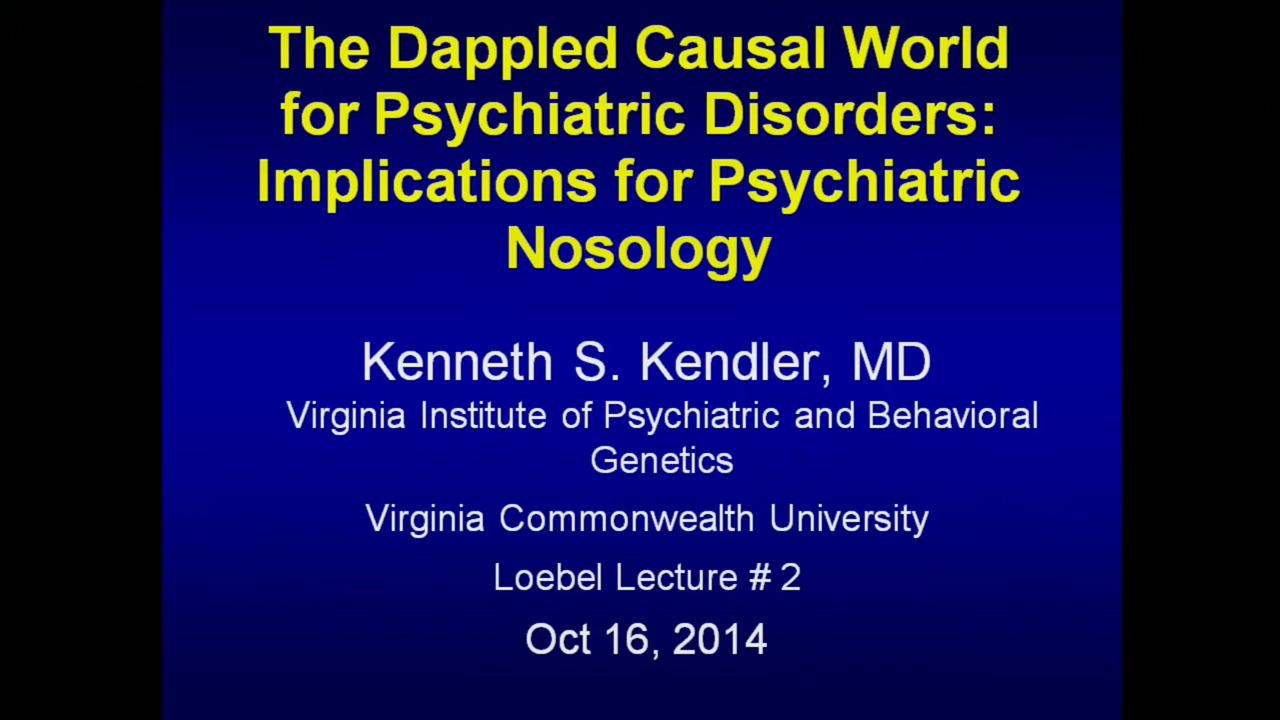 The Dappled Causal World
for Psychiatric Disorders:
Implications for Psychiatric
Nosology
Kenneth S. Kendler, MD
Virginia Institute of Psychiatric and Behavioral
Genetics
Virginia Commonwealth University
Loebel Lecture # 2
Oct 16, 2014